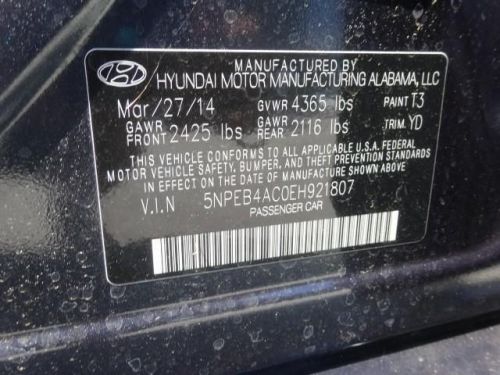 MANUFACTURED BY
HYUNDAI MOTOR MANUFACTURING ALABAMA, LLC
Mar/27/14 GVWR 4365 lbs PAINT T3
GAWR FRONT 2425 lbs GAWR REAR 2116 lbs TRIM YD
THIS VEHICLE CONFORMS TO ALL APPLICABLE U.S.A. FEDERAL
MOTOR VEHICLE SAFETY, BUMPER, AND THEFT PREVENTION STANDARDS
IN EFFECT ON THE DATE OF MANUFACTURE SHOWN ABOVE
V.I.N 5NPEB4AC0EH921807
PASSENGER CAR